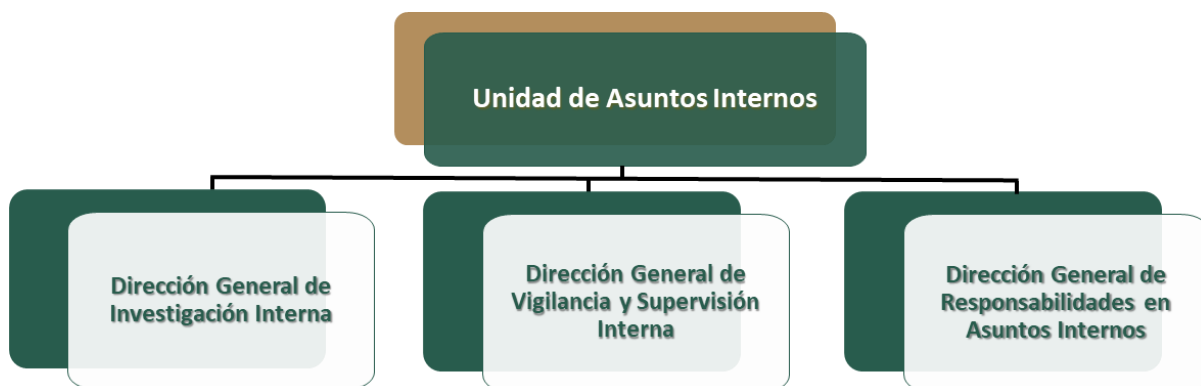 Unidad de Asuntos Internos
Dirección General de
Investigación Interna
Dirección General de
Vigilancia y Supervisión
Interna
Dirección General de
Responsabilidades en
Asuntos Internos